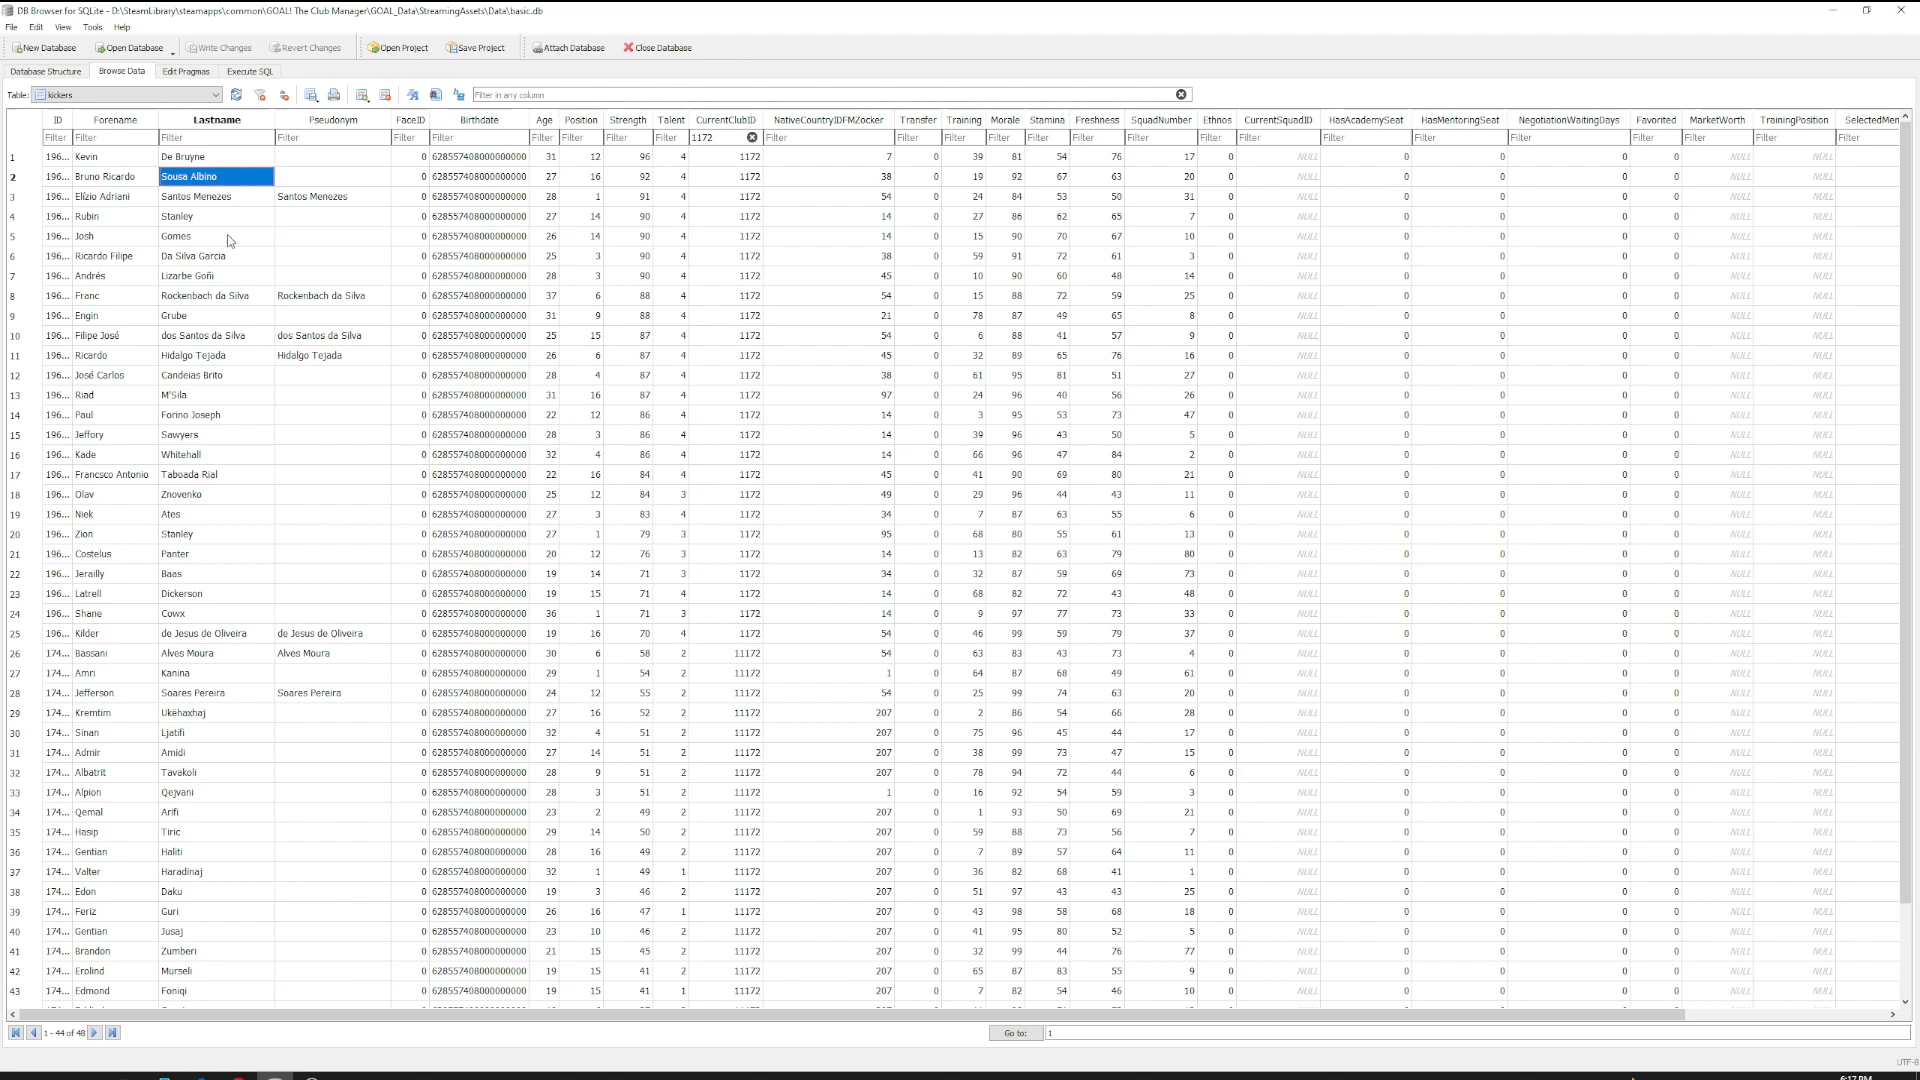 DB Browser for SQLite - D:\SteamLibrary\steamapps\common\GOAL! The Club Manager\GOAL_Data\StreamingAssets\Data\basic.db
File Edit View Tools Help
New Database Open Database Write Changes Revert Changes Open Project Save Project Attach Database Close Database
Database Structure Browse Data Edit Pragmas Execute SQL
Table: kickers Filter in any column
ID Forename Lastname Pseudonym FaceID Birthdate Age Position Strength Talent CurrentClubID NativeCountryIDFMZocker Transfer Training Morale Stamina Freshness SquadNumber Ethnos CurrentSquadID HasAcademySeat HasMentoringSeat NegotiationWaitingDays Favorited MarketWorth TrainingPosition SelectedMen
Filter Filter Filter Filter Filter Filter Filter Filter Filter Filter 1172 Filter Filter Filter Filter Filter Filter Filter Filter Filter Filter Filter Filter Filter Filter Filter Filter
1 196... Kevin De Bruyne 0 628557408000000000 31 12 96 4 1172 7 0 39 81 54 76 17 0 NULL 0 0 0 0 NULL NULL
2 196... Bruno Ricardo Sousa Albino 0 628557408000000000 27 16 92 4 1172 38 0 19 92 67 63 20 0 NULL 0 0 0 0 NULL NULL
3 196... Elízio Adriani Santos Menezes Santos Menezes 0 628557408000000000 28 1 91 4 1172 54 0 24 84 53 50 31 0 NULL 0 0 0 0 NULL NULL
4 196... Rubin Stanley 0 628557408000000000 27 14 90 4 1172 14 0 27 86 62 65 7 0 NULL 0 0 0 0 NULL NULL
5 196... Josh Gomes 0 628557408000000000 26 14 90 4 1172 14 0 15 90 70 67 10 0 NULL 0 0 0 0 NULL NULL
6 196... Ricardo Filipe Da Silva Garcia 0 628557408000000000 25 3 90 4 1172 38 0 59 91 72 61 3 0 NULL 0 0 0 0 NULL NULL
7 196... Andrés Lizarbe Goñi 0 628557408000000000 28 3 90 4 1172 45 0 10 90 60 48 14 0 NULL 0 0 0 0 NULL NULL
8 196... Franc Rockenbach da Silva Rockenbach da Silva 0 628557408000000000 37 6 88 4 1172 54 0 15 88 72 59 25 0 NULL 0 0 0 0 NULL NULL
9 196... Engin Grube 0 628557408000000000 31 9 88 4 1172 21 0 78 87 49 65 8 0 NULL 0 0 0 0 NULL NULL
10 196... Filipe José dos Santos da Silva dos Santos da Silva 0 628557408000000000 25 15 87 4 1172 54 0 6 88 41 57 9 0 NULL 0 0 0 0 NULL NULL
11 196... Ricardo Hidalgo Tejada Hidalgo Tejada 0 628557408000000000 26 6 87 4 1172 45 0 32 89 65 76 16 0 NULL 0 0 0 0 NULL NULL
12 196... José Carlos Candeias Brito 0 628557408000000000 28 4 87 4 1172 38 0 61 95 81 51 27 0 NULL 0 0 0 0 NULL NULL
13 196... Riad M'Sila 0 628557408000000000 31 16 87 4 1172 97 0 24 96 40 56 26 0 NULL 0 0 0 0 NULL NULL
14 196... Paul Forino Joseph 0 628557408000000000 22 12 86 4 1172 14 0 3 95 53 73 47 0 NULL 0 0 0 0 NULL NULL
15 196... Jeffory Sawyers 0 628557408000000000 28 3 86 4 1172 14 0 39 96 43 50 5 0 NULL 0 0 0 0 NULL NULL
16 196... Kade Whitehall 0 628557408000000000 32 4 86 4 1172 14 0 66 96 47 84 2 0 NULL 0 0 0 0 NULL NULL
17 196... Francsco Antonio Taboada Rial 0 628557408000000000 22 16 84 4 1172 45 0 41 90 69 80 21 0 NULL 0 0 0 0 NULL NULL
18 196... Olav Znovenko 0 628557408000000000 25 12 84 3 1172 49 0 29 96 44 43 11 0 NULL 0 0 0 0 NULL NULL
19 196... Niek Ates 0 628557408000000000 27 3 83 4 1172 34 0 7 87 63 55 6 0 NULL 0 0 0 0 NULL NULL
20 196... Zion Stanley 0 628557408000000000 27 1 79 3 1172 95 0 68 80 55 61 13 0 NULL 0 0 0 0 NULL NULL
21 196... Costelus Panter 0 628557408000000000 20 12 76 3 1172 14 0 13 82 63 79 80 0 NULL 0 0 0 0 NULL NULL
22 196... Jerailly Baas 0 628557408000000000 19 14 71 3 1172 34 0 32 87 59 69 73 0 NULL 0 0 0 0 NULL NULL
23 196... Latrell Dickerson 0 628557408000000000 19 15 71 4 1172 14 0 68 82 72 43 48 0 NULL 0 0 0 0 NULL NULL
24 196... Shane Cowx 0 628557408000000000 36 1 71 3 1172 14 0 9 97 77 73 33 0 NULL 0 0 0 0 NULL NULL
25 196... Kilder de Jesus de Oliveira de Jesus de Oliveira 0 628557408000000000 19 16 70 4 1172 54 0 46 99 59 79 37 0 NULL 0 0 0 0 NULL NULL
26 174... Bassani Alves Moura Alves Moura 0 628557408000000000 30 6 58 2 11172 54 0 63 83 43 73 4 0 NULL 0 0 0 0 NULL NULL
27 174... Amri Kanina 0 628557408000000000 29 1 54 2 11172 1 0 64 87 68 49 61 0 NULL 0 0 0 0 NULL NULL
28 174... Jefferson Soares Pereira Soares Pereira 0 628557408000000000 24 12 55 2 11172 54 0 25 99 74 63 20 0 NULL 0 0 0 0 NULL NULL
29 174... Kremtim Ukëhaxhaj 0 628557408000000000 27 16 52 2 11172 207 0 2 86 54 66 28 0 NULL 0 0 0 0 NULL NULL
30 174... Sinan Ljatifi 0 628557408000000000 32 4 51 2 11172 207 0 75 96 45 44 17 0 NULL 0 0 0 0 NULL NULL
31 174... Admir Amidi 0 628557408000000000 27 14 51 2 11172 207 0 38 99 73 47 15 0 NULL 0 0 0 0 NULL NULL
32 174... Albatrit Tavakoli 0 628557408000000000 28 9 51 2 11172 207 0 78 94 72 44 6 0 NULL 0 0 0 0 NULL NULL
33 174... Alpion Qejvani 0 628557408000000000 28 3 51 2 11172 1 0 16 92 54 59 3 0 NULL 0 0 0 0 NULL NULL
34 174... Qemal Arifi 0 628557408000000000 23 2 49 2 11172 207 0 1 93 50 69 21 0 NULL 0 0 0 0 NULL NULL
35 174... Hasip Tiric 0 628557408000000000 29 14 50 2 11172 207 0 59 88 73 56 7 0 NULL 0 0 0 0 NULL NULL
36 174... Gentian Haliti 0 628557408000000000 28 16 49 2 11172 207 0 7 89 57 64 11 0 NULL 0 0 0 0 NULL NULL
37 174... Valter Haradinaj 0 628557408000000000 32 1 49 1 11172 207 0 36 82 68 41 1 0 NULL 0 0 0 0 NULL NULL
38 174... Edon Daku 0 628557408000000000 19 3 46 2 11172 207 0 51 97 43 43 25 0 NULL 0 0 0 0 NULL NULL
39 174... Feriz Guri 0 628557408000000000 26 16 47 1 11172 207 0 43 98 58 68 18 0 NULL 0 0 0 0 NULL NULL
40 174... Gentian Jusaj 0 628557408000000000 23 10 46 2 11172 207 0 41 95 80 52 5 0 NULL 0 0 0 0 NULL NULL
41 174... Brandon Zumberi 0 628557408000000000 21 15 45 2 11172 207 0 32 99 44 76 77 0 NULL 0 0 0 0 NULL NULL
42 174... Erolind Murseli 0 628557408000000000 19 15 41 2 11172 207 0 65 87 83 55 9 0 NULL 0 0 0 0 NULL NULL
43 174... Edmond Foniqi 0 628557408000000000 19 15 41 1 11172 207 0 7 82 54 46 10 0 NULL 0 0 0 0 NULL NULL
1 - 44 of 48 Go to: 1
UTF-8
6:17 PM